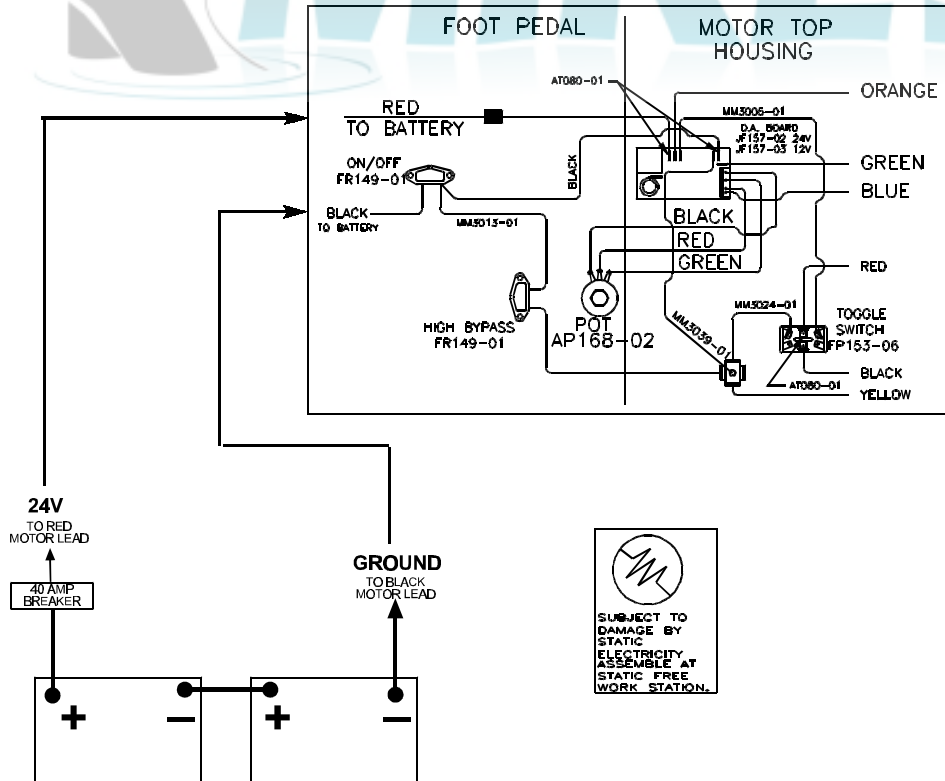 FOOT PEDAL
MOTOR TOP
HOUSING
AT080-01
ORANGE
RED
TO BATTERY
MM3006-01
D.A. BOARD
JF157-02 24V
JF157-03 12V
ON/OFF
FR149-01
BLACK
GREEN
BLUE
BLACK
TO BATTERY
MM3013-01
BLACK
RED
GREEN
RED
MM3024-01
HIGH BYPASS
FR149-01
POT
AP168-02
MM3039-01
TOGGLE
SWITCH
FP153-06
BLACK
AT080-01
YELLOW
24V
TO RED
MOTOR LEAD
40 AMP
BREAKER
GROUND
TO BLACK
MOTOR LEAD
SUBJECT TO
DAMAGE BY
STATIC
ELECTRICITY
ASSEMBLE AT
STATIC FREE
WORK STATION.
+
−
+
−